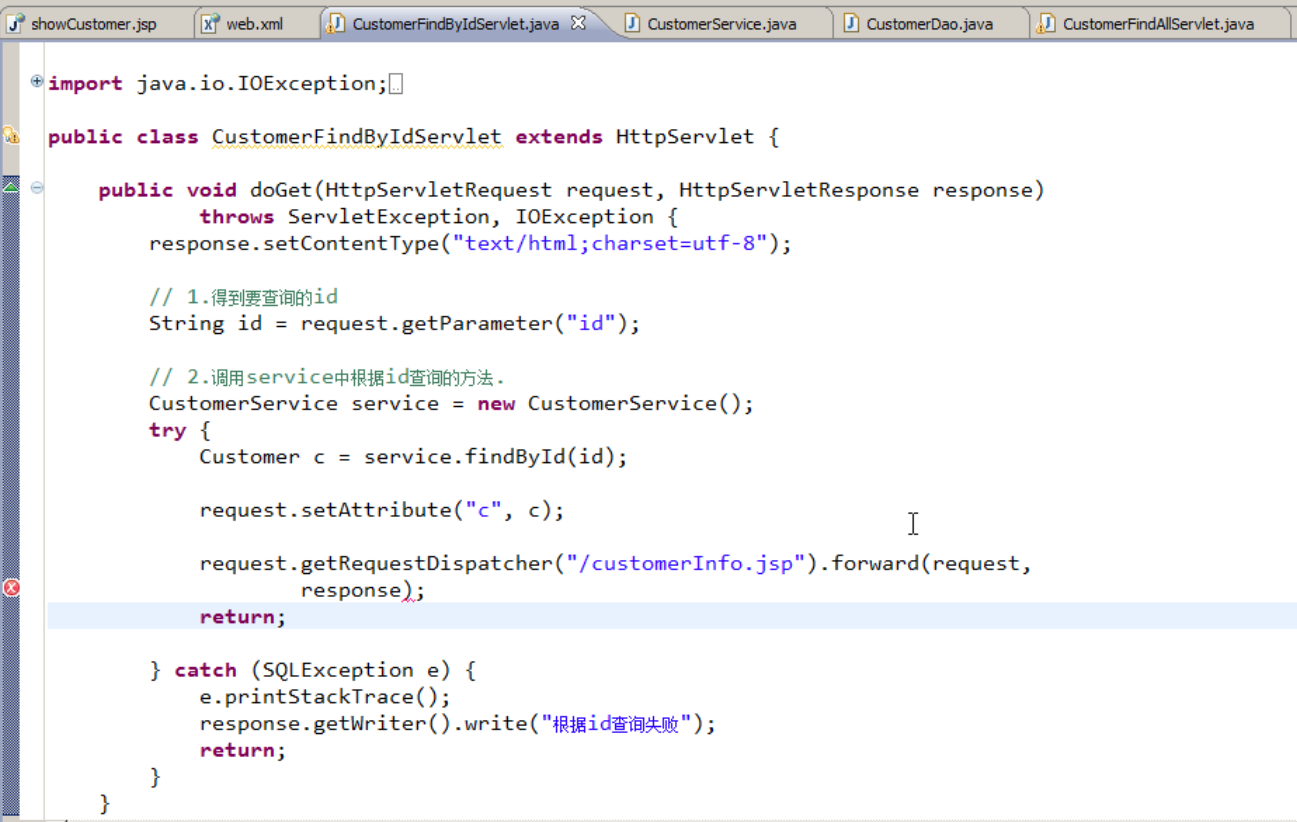 showCustomer.jsp web.xml CustomerFindByIdServlet.java CustomerService.java CustomerDao.java CustomerFindAllServlet.java
import java.io.IOException;
public class CustomerFindByIdServlet extends HttpServlet {
public void doGet(HttpServletRequest request, HttpServletResponse response)
throws ServletException, IOException {
response.setContentType("text/html;charset=utf-8");
// 1.得到要查询的id
String id = request.getParameter("id");
// 2.调用service中根据id查询的方法.
CustomerService service = new CustomerService();
try {
Customer c = service.findById(id);
request.setAttribute("c", c);
request.getRequestDispatcher("/customerInfo.jsp").forward(request,
response);
return;
} catch (SQLException e) {
e.printStackTrace();
response.getWriter().write("根据id查询失败");
return;
}
}